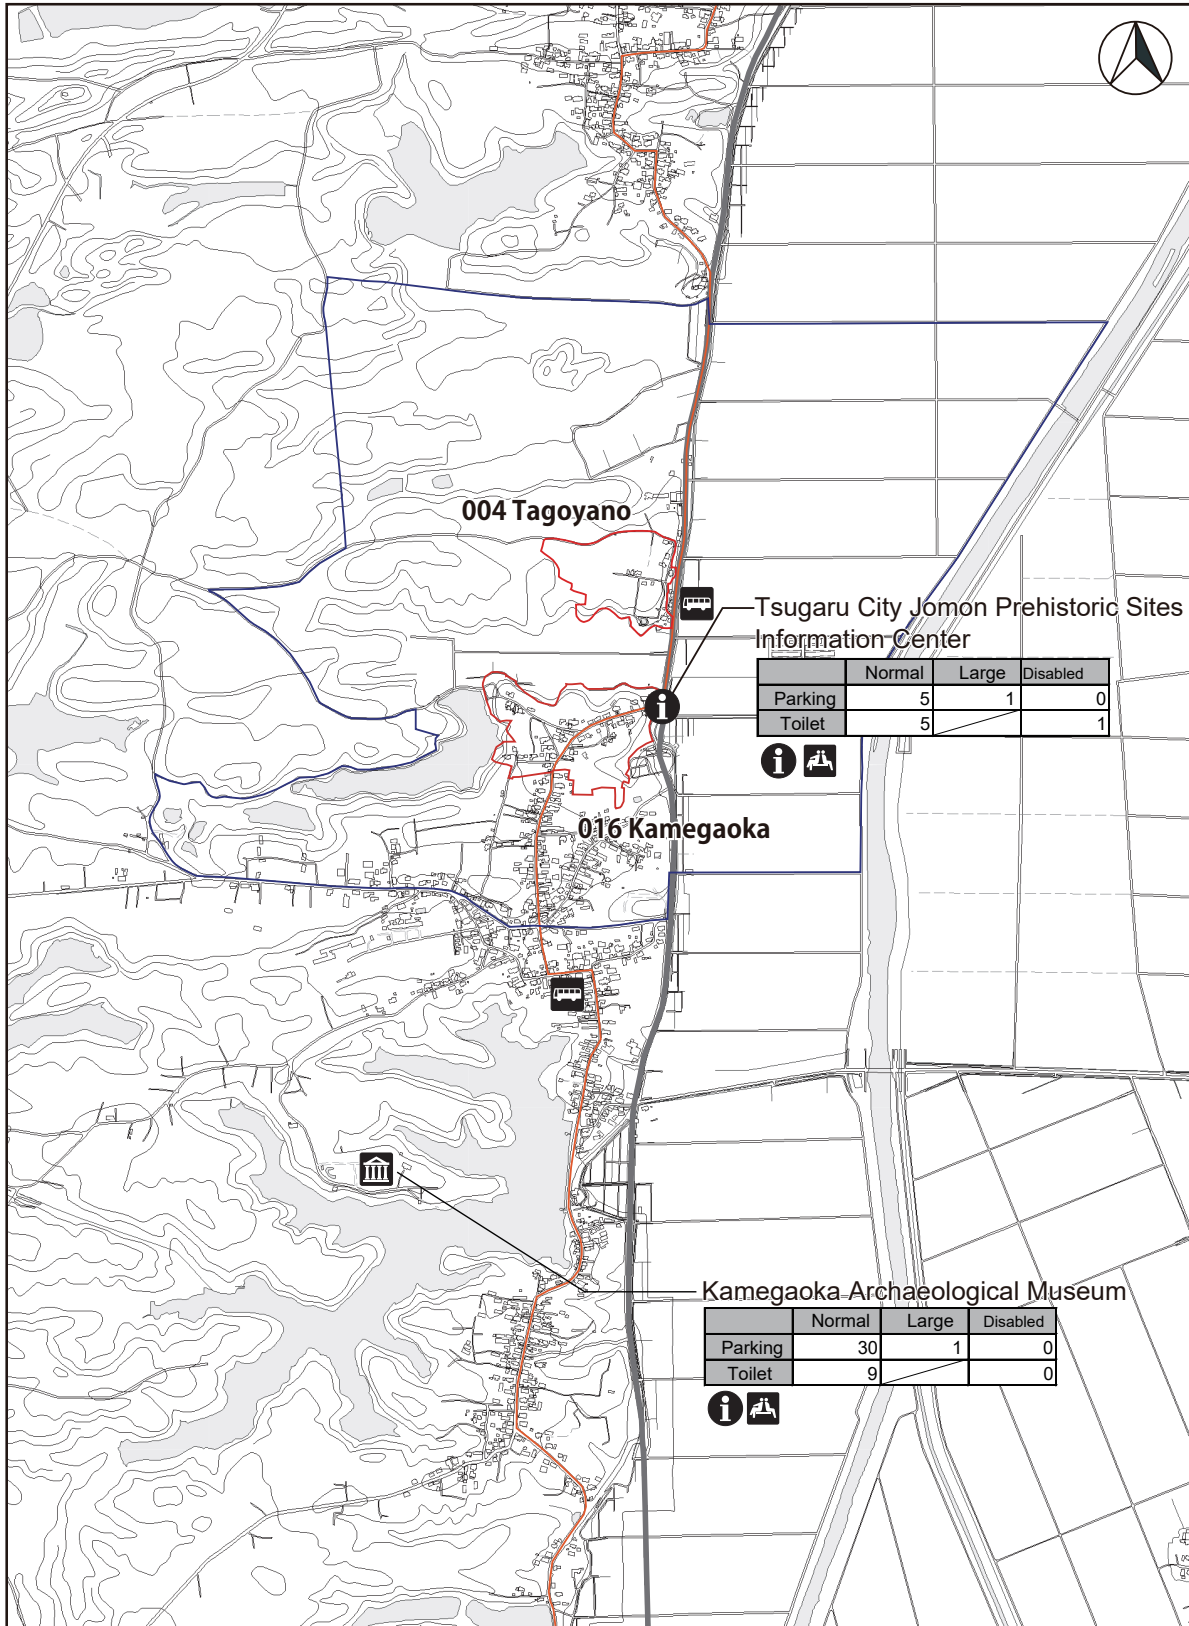 004 Tagoyano
Tsugaru City Jomon Prehistoric Sites
Information Center
Normal Large Disabled
Parking 5 1 0
Toilet 5 1
i
i
016 Kamegaoka
Kamegaoka Archaeological Museum
Normal Large Disabled
Parking 30 1 0
Toilet 9 0
i